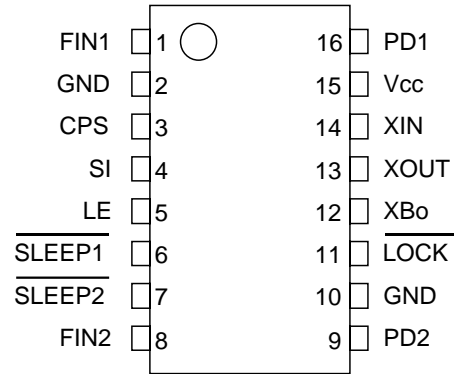 FIN1 1 16 PD1
GND 2 15 Vcc
CPS 3 14 XIN
SI 4 13 XOUT
LE 5 12 XBo
SLEEP1 6 11 LOCK
SLEEP2 7 10 GND
FIN2 8 9 PD2